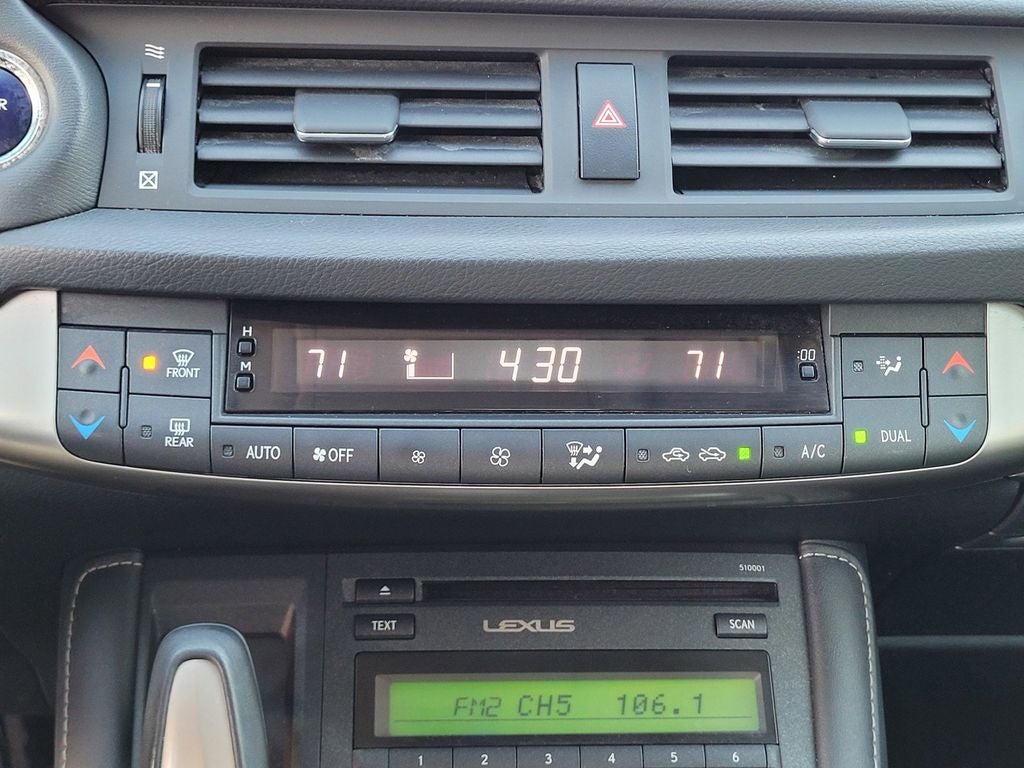 R
H
M
71
430
71
:00
FRONT
REAR
AUTO
OFF
A/C
DUAL
510001
TEXT
LEXUS
SCAN
FM2 CH5 106.1
1 2 3 4 5 6